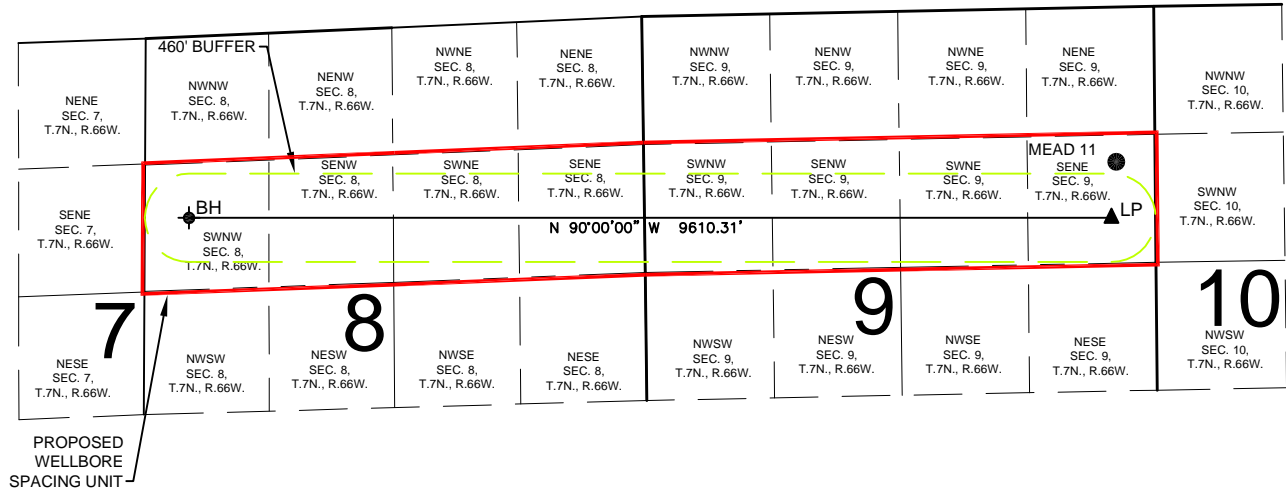 460' BUFFER
NENE
SEC. 7,
T.7N., R.66W.
NWNW
SEC. 8,
T.7N., R.66W.
NENW
SEC. 8,
T.7N., R.66W.
NWNE
SEC. 8,
T.7N., R.66W.
NENE
SEC. 8,
T.7N., R.66W.
NWNW
SEC. 9,
T.7N., R.66W.
NENW
SEC. 9,
T.7N., R.66W.
NWNE
SEC. 9,
T.7N., R.66W.
NENE
SEC. 9,
T.7N., R.66W.
NWNW
SEC. 10,
T.7N., R.66W.
SENE
SEC. 7,
T.7N., R.66W.
BH
SWNW
SEC. 8,
T.7N., R.66W.
SENW
SEC. 8,
T.7N., R.66W.
SWNE
SEC. 8,
T.7N., R.66W.
SENE
SEC. 8,
T.7N., R.66W.
SWNW
SEC. 9,
T.7N., R.66W.
SENW
SEC. 9,
T.7N., R.66W.
SWNE
SEC. 9,
T.7N., R.66W.
MEAD 11
SENE
SEC. 9,
T.7N., R.66W.
LP
SWNW
SEC. 10,
T.7N., R.66W.
N 90°00'00" W 9610.31'
7
8
9
10
NESE
SEC. 7,
T.7N., R.66W.
NWSW
SEC. 8,
T.7N., R.66W.
NESW
SEC. 8,
T.7N., R.66W.
NWSE
SEC. 8,
T.7N., R.66W.
NESE
SEC. 8,
T.7N., R.66W.
NWSW
SEC. 9,
T.7N., R.66W.
NESW
SEC. 9,
T.7N., R.66W.
NWSE
SEC. 9,
T.7N., R.66W.
NESE
SEC. 9,
T.7N., R.66W.
NWSW
SEC. 10,
T.7N., R.66W.
PROPOSED
WELLBORE
SPACING UNIT